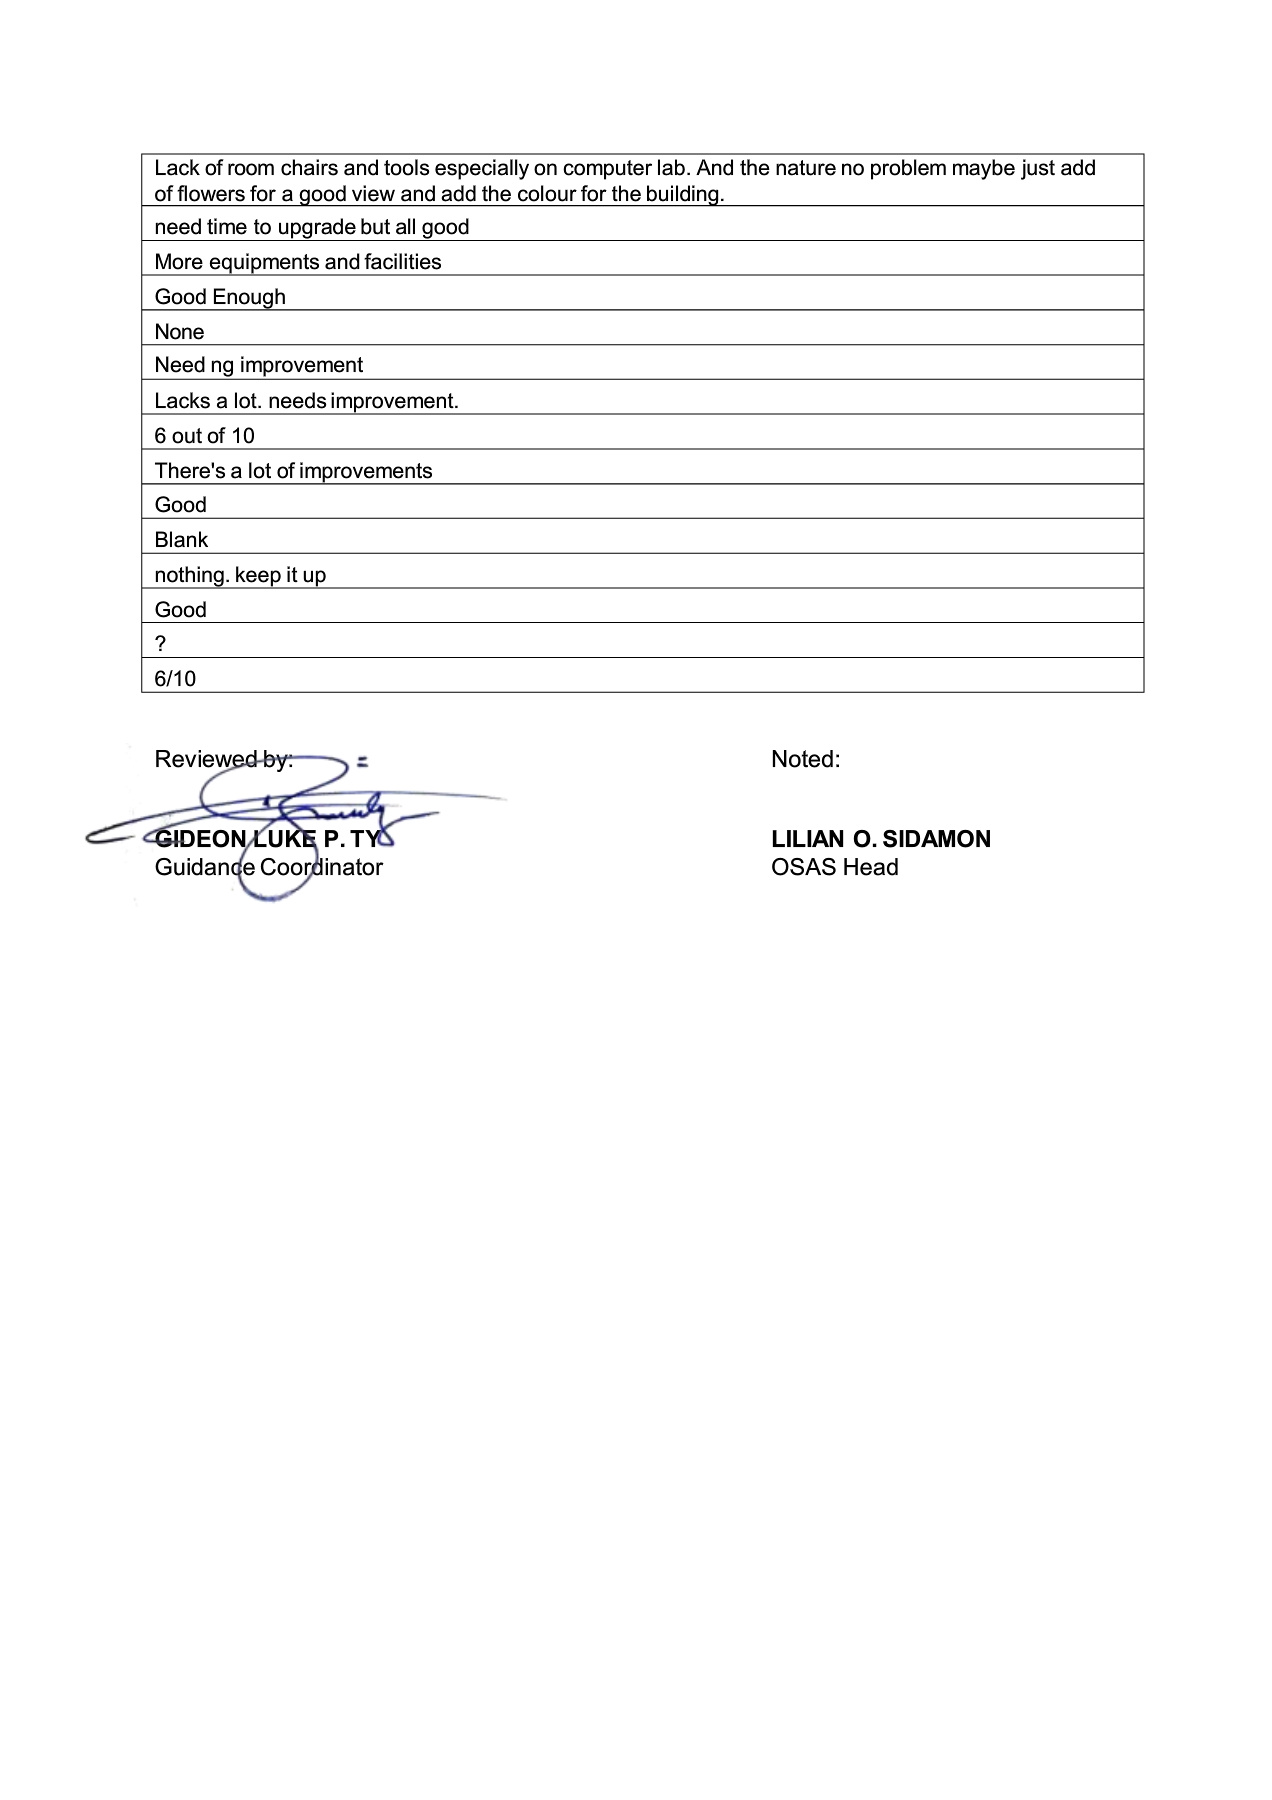 Lack of room chairs and tools especially on computer lab. And the nature no problem maybe just add
of flowers for a good view and add the colour for the building.
need time to upgrade but all good
More equipments and facilities
Good Enough
None
Need ng improvement
Lacks a lot. needs improvement.
6 out of 10
There's a lot of improvements
Good
Blank
nothing. keep it up
Good
?
6/10
Reviewed by:
Noted:
GIDEON LUKE P. TY
LILIAN O. SIDAMON
Guidance Coordinator
OSAS Head